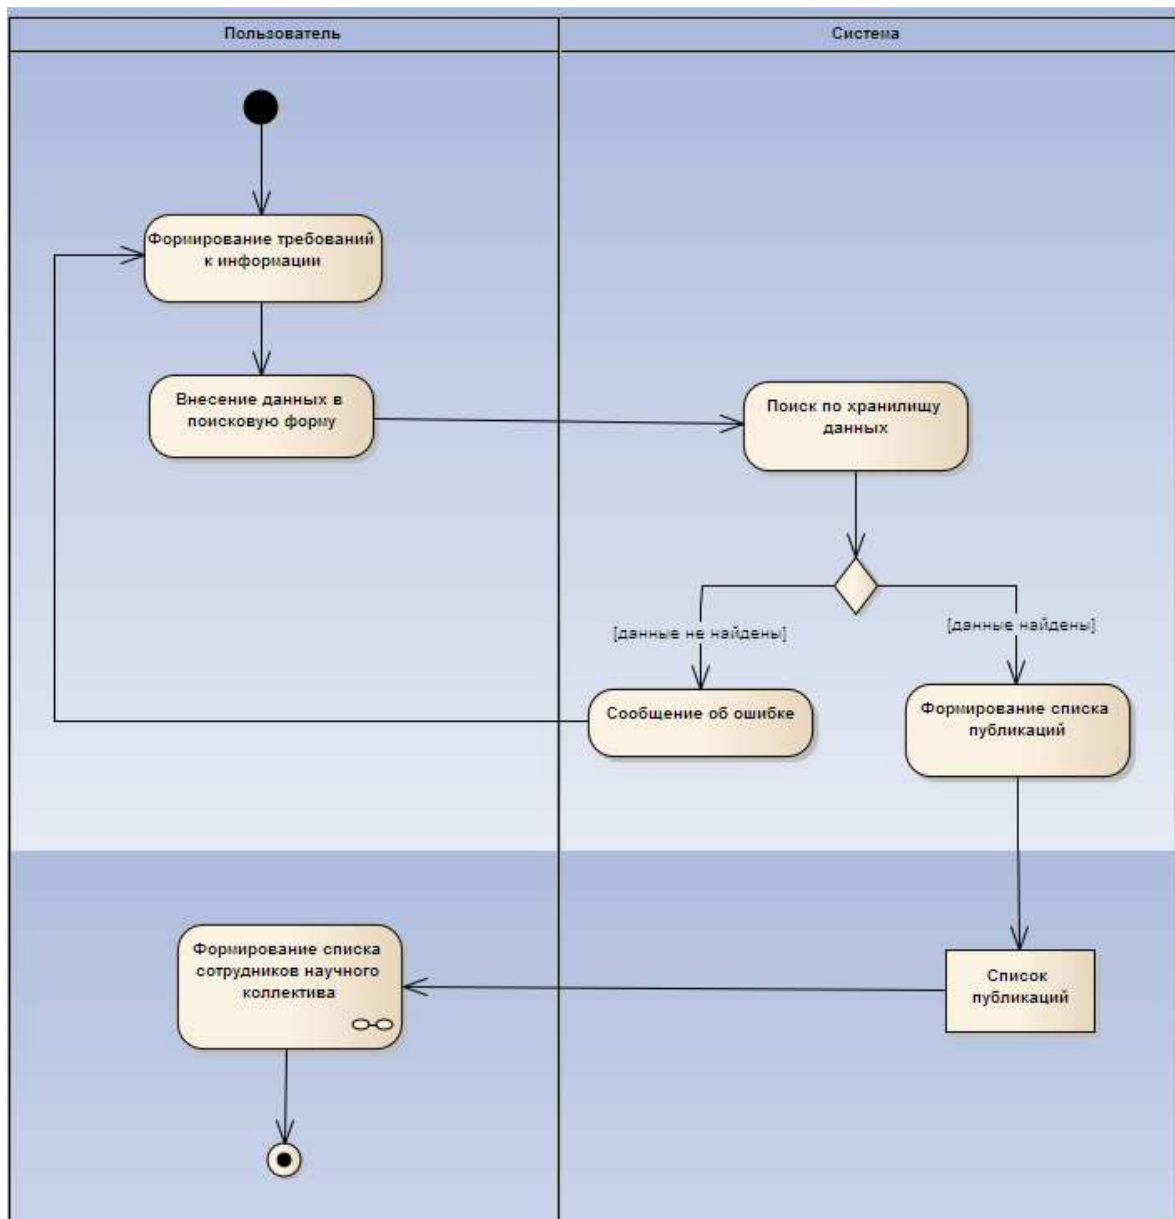 Пользователь
Система
Формирование требований
к информации
Внесение данных в
поисковую форму
Поиск по хранилищу
данных
[данные не найдены]
[данные найдены]
Сообщение об ошибке
Формирование списка
публикаций
Формирование списка
сотрудников научного
коллектива
Список
публикаций